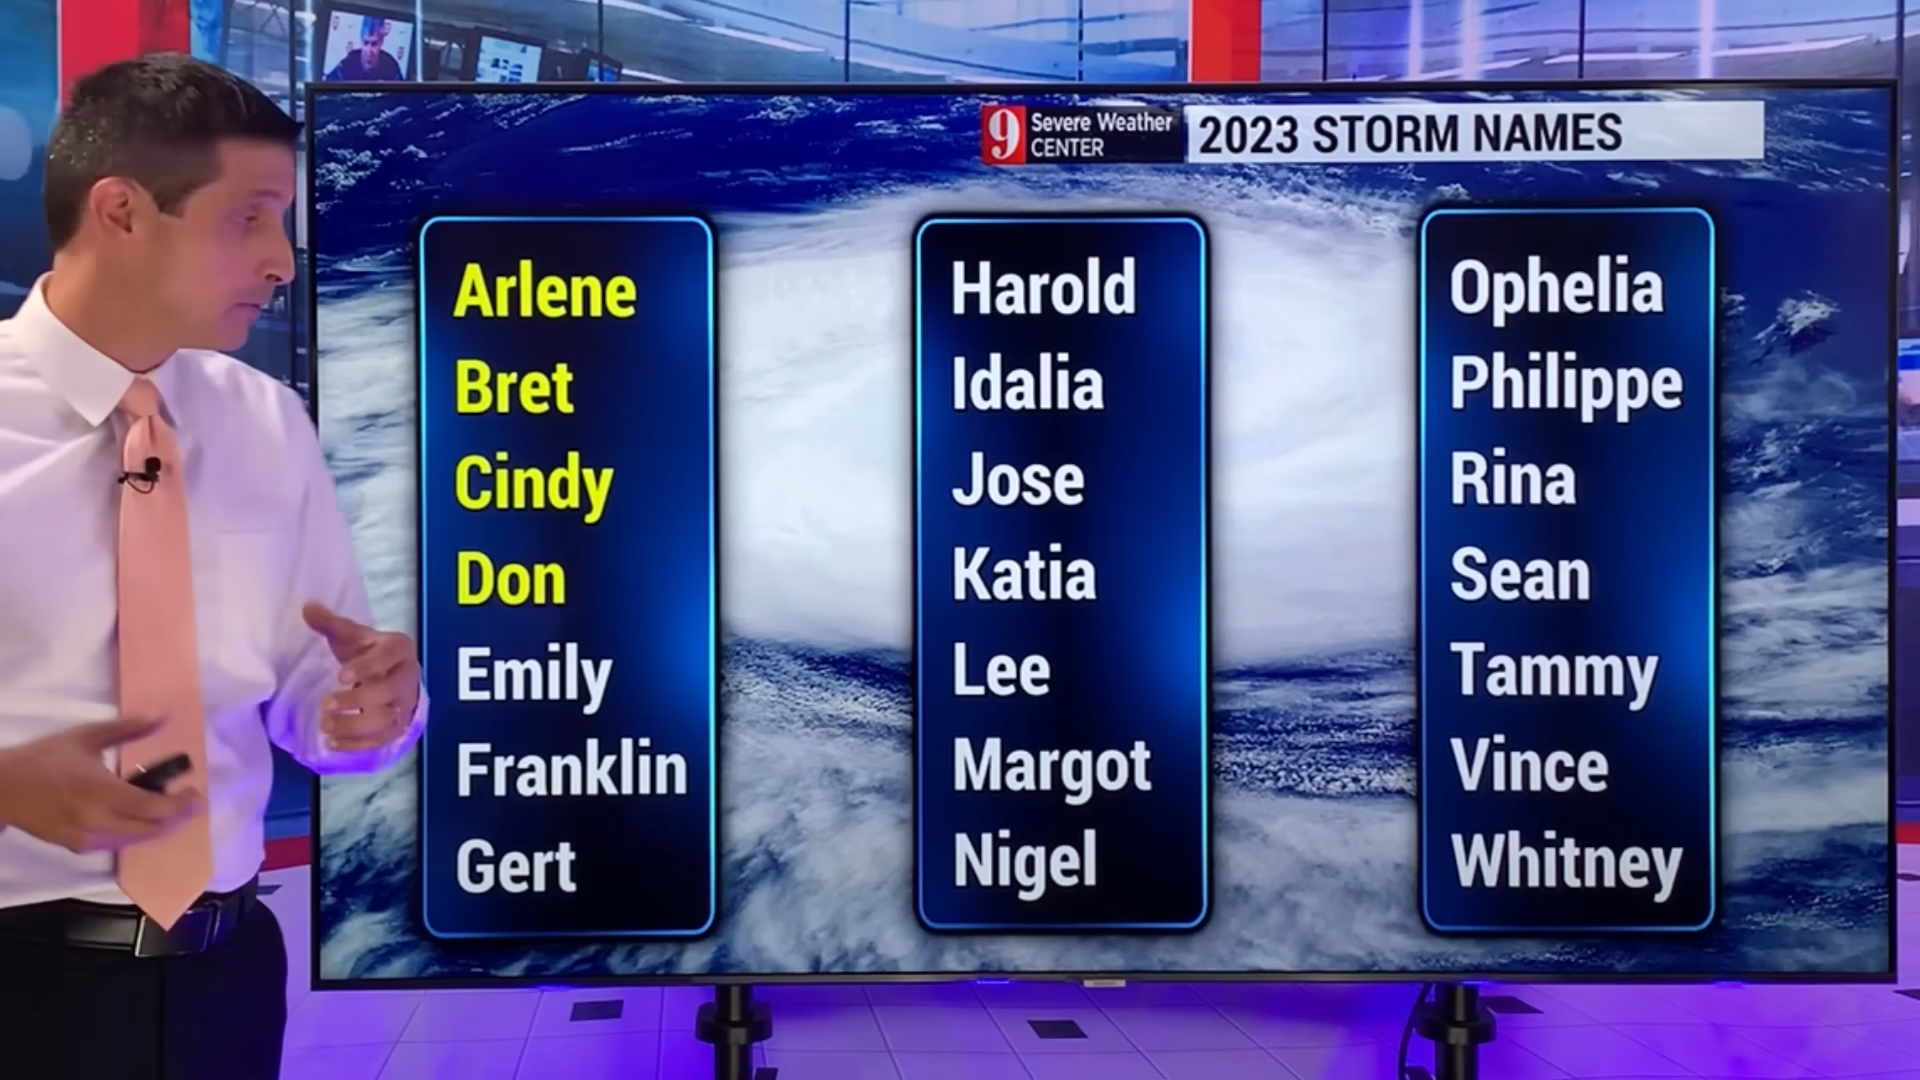 9 Severe Weather CENTER 2023 STORM NAMES
Arlene
Bret
Cindy
Don
Emily
Franklin
Gert
Harold
Idalia
Jose
Katia
Lee
Margot
Nigel
Ophelia
Philippe
Rina
Sean
Tammy
Vince
Whitney